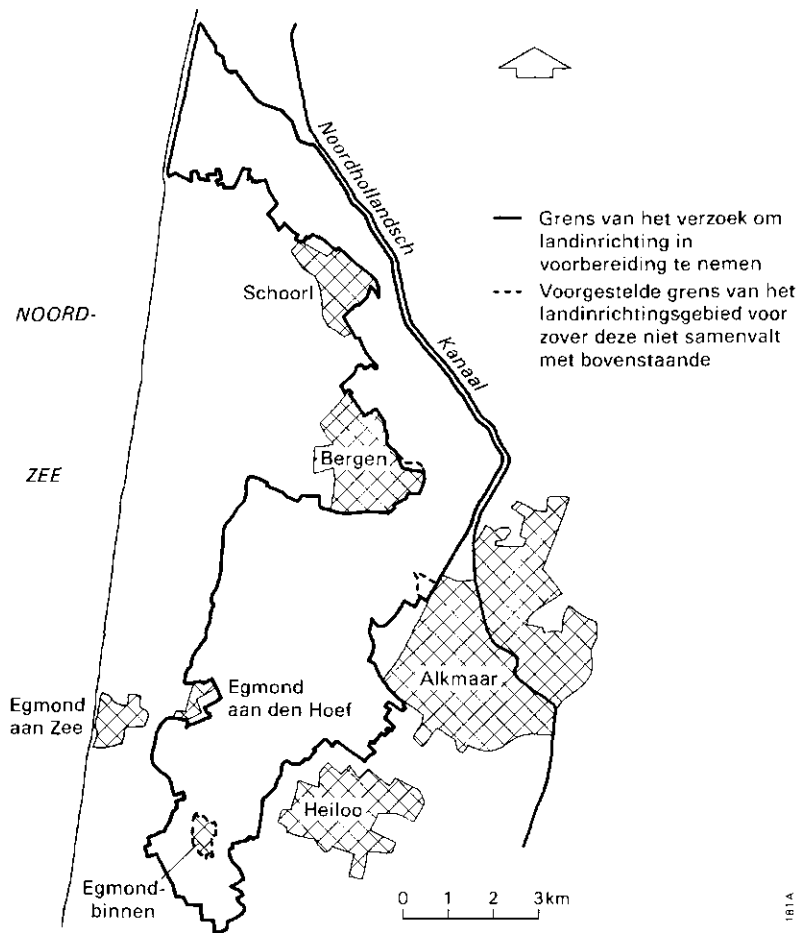 Noordhollandsch
Kanaal
Grens van het verzoek om
landinrichting in
voorbereiding te nemen
Voorgestelde grens van het
landinrichtingsgebied voor
zover deze niet samenvalt
met bovenstaande
Schoorl
NOORD-
ZEE
Bergen
Alkmaar
Egmond
aan Zee
Egmond
aan den Hoef
Heiloo
Egmond-
binnen
0 1 2 3km
181A